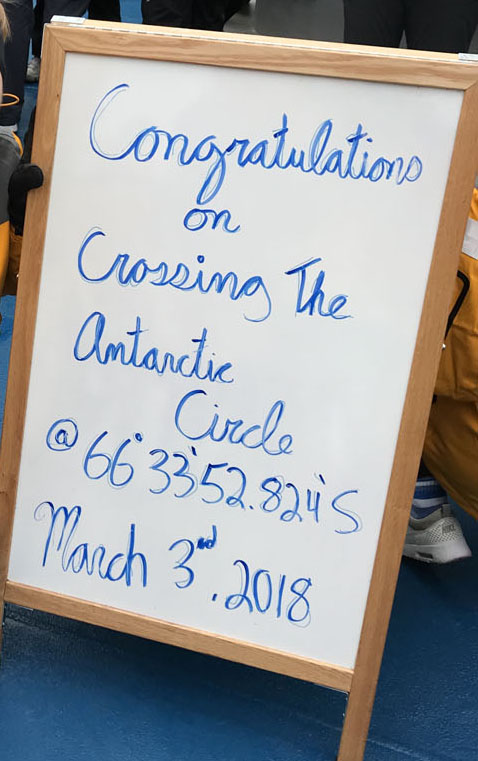 Congratulations
on
Crossing The
Antarctic
Circle
@ 66° 33' 52.824" S
March 3rd, 2018